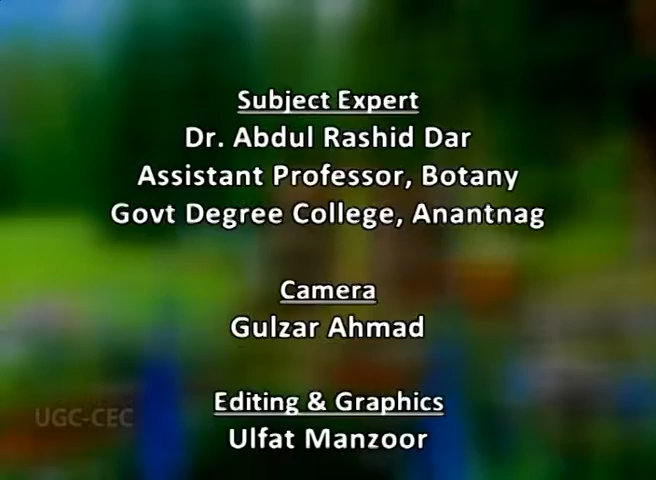 Subject Expert
Dr. Abdul Rashid Dar
Assistant Professor, Botany
Govt Degree College, Anantnag
Camera
Gulzar Ahmad
Editing & Graphics
UGC-CEC
Ulfat Manzoor